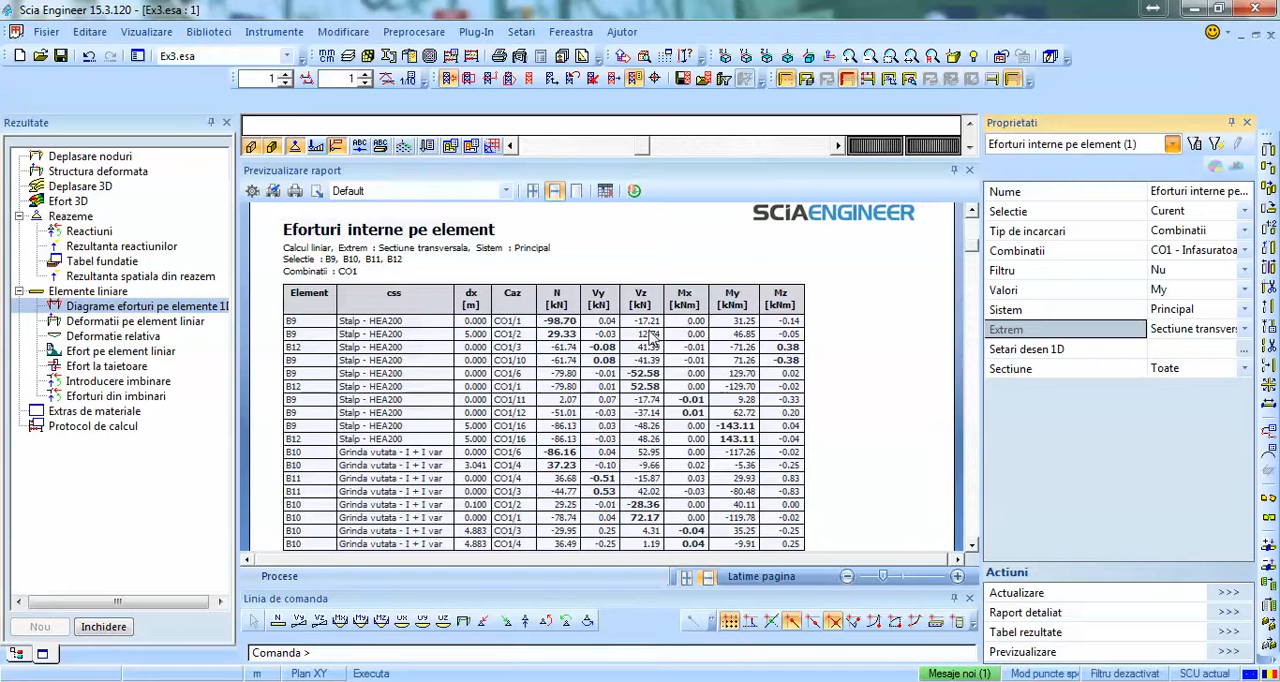 Scia Engineer 15.3.120 - [Ex3.esa : 1]
Fisier Editare Vizualizare Biblioteci Instrumente Modificare Preprocesare Plug-In Setari Fereastra Ajutor
Ex3.esa
1 1
Rezultate
Deplasare noduri
Structura deformata
Deplasare 3D
Efort 3D
Reazeme
Reactiuni
Rezultanta reactiunilor
Tabel fundatie
Rezultanta spatiala din reazem
Elemente liniare
Diagrame eforturi pe elemente 1D
Deformatii pe element liniar
Deformatie relativa
Efort pe element liniar
Efort la taietoare
Introducere imbinare
Eforturi din imbinari
Extras de materiale
Protocol de calcul
Nou Inchidere
Previzualizare raport
Default
SCIAENGINEER
Eforturi interne pe element
Calcul liniar, Extrem : Sectiune transversala, Sistem : Principal
Selectie : B9, B10, B11, B12
Combinatii : CO1
Element css dx [m] Caz N [kN] Vy [kN] Vz [kN] Mx [kNm] My [kNm] Mz [kNm]
B9 Stalp - HEA200 0.000 CO1/1 -98.70 0.04 -17.21 0.00 31.25 -0.14
B9 Stalp - HEA200 5.000 CO1/2 29.33 -0.03 0.00 46.85 -0.05
B12 Stalp - HEA200 0.000 CO1/3 -61.74 -0.08 -0.01 -71.26 0.38
B9 Stalp - HEA200 0.000 CO1/10 -61.74 0.08 -41.39 -0.01 71.26 -0.38
B9 Stalp - HEA200 0.000 CO1/6 -79.80 -0.01 -52.58 0.00 129.70 0.02
B12 Stalp - HEA200 0.000 CO1/1 -79.80 0.01 52.58 0.00 -129.70 -0.02
B9 Stalp - HEA200 0.000 CO1/11 2.07 0.07 -17.74 -0.01 9.28 -0.33
B9 Stalp - HEA200 0.000 CO1/12 -51.01 -0.03 -37.14 0.01 62.72 0.20
B9 Stalp - HEA200 5.000 CO1/16 -86.13 0.03 -48.26 0.00 -143.11 0.04
B12 Stalp - HEA200 5.000 CO1/16 -86.13 -0.03 48.26 0.00 143.11 -0.04
B10 Grinda vutata - I + I var 0.000 CO1/6 -86.16 0.03 52.95 0.00 -117.26 -0.02
B10 Grinda vutata - I + I var 3.041 CO1/4 37.23 -0.10 -9.66 0.02 -5.36 -0.25
B11 Grinda vutata - I + I var 0.000 CO1/4 36.68 -0.51 -15.87 0.03 29.93 0.83
B11 Grinda vutata - I + I var 0.000 CO1/3 -44.77 0.53 42.02 -0.03 -80.48 -0.83
B10 Grinda vutata - I + I var 0.100 CO1/2 29.25 -0.01 -28.36 0.00 40.11 0.00
B10 Grinda vutata - I + I var 0.000 CO1/1 -78.74 0.04 72.17 0.00 -119.78 -0.02
B10 Grinda vutata - I + I var 4.883 CO1/3 -29.95 0.25 4.31 -0.04 35.25 -0.25
B10 Grinda vutata - I + I var 4.883 CO1/4 36.49 -0.25 1.19 0.04 -9.91 0.25
Procese Latime pagina
Linia de comanda
Comanda >
Proprietati
Eforturi interne pe element (1)
Nume Eforturi interne pe...
Selectie Curent
Tip de incarcari Combinatii
Combinatii CO1 - Infasuratoa
Filtru Nu
Valori My
Sistem Principal
Extrem Sectiune transvers
Setari desen 1D ...
Sectiune Toate
Actiuni
Actualizare >>>
Raport detaliat >>>
Tabel rezultate >>>
Previzualizare >>>
m Plan XY Executa Mesaje noi (1) Mod puncte sp Filtru dezactivat SCU actual